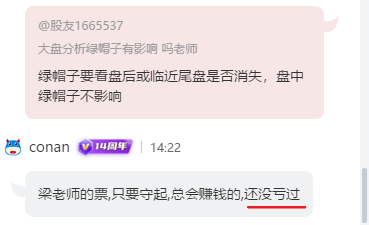 @股友1665537
大盘分析绿帽子有影响 吗老师
绿帽子要看盘后或临近尾盘是否消失，盘中
绿帽子不影响
conan V 14周年 14:22
梁老师的票,只要守起,总会赚钱的,还没亏过